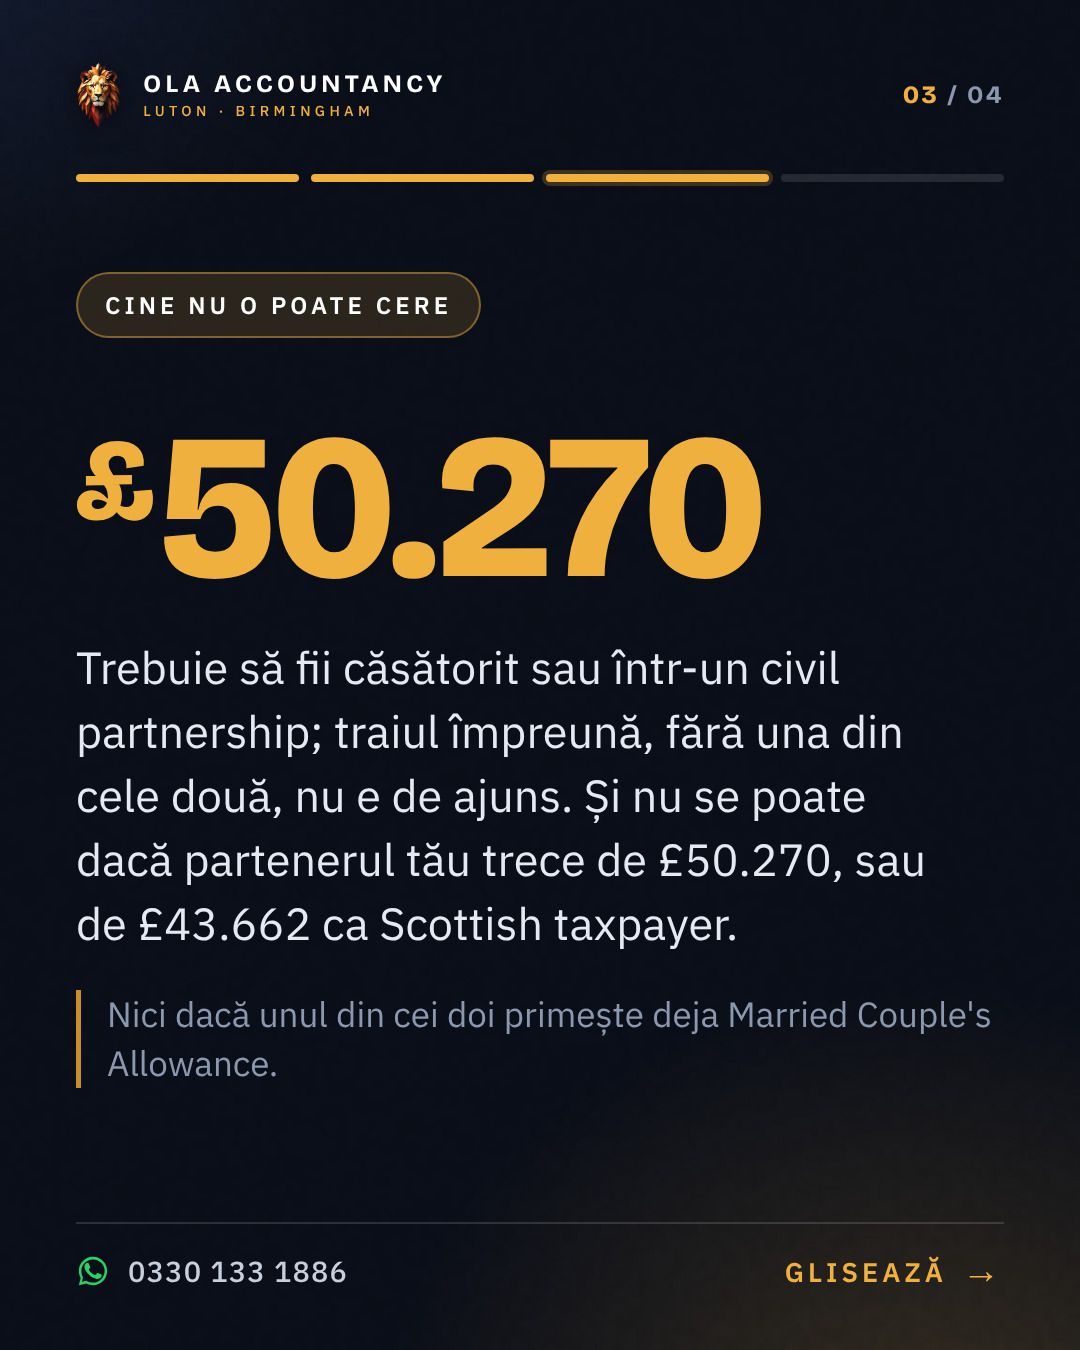 OLA ACCOUNTANCY
LUTON · BIRMINGHAM
03 / 04
CINE NU O POATE CERE
£50.270
Trebuie să fii căsătorit sau într-un civil
partnership; traiul împreună, fără una din
cele două, nu e de ajuns. Și nu se poate
dacă partenerul tău trece de £50.270, sau
de £43.662 ca Scottish taxpayer.
Nici dacă unul din cei doi primește deja Married Couple's
Allowance.
0330 133 1886
GLISEAZĂ →